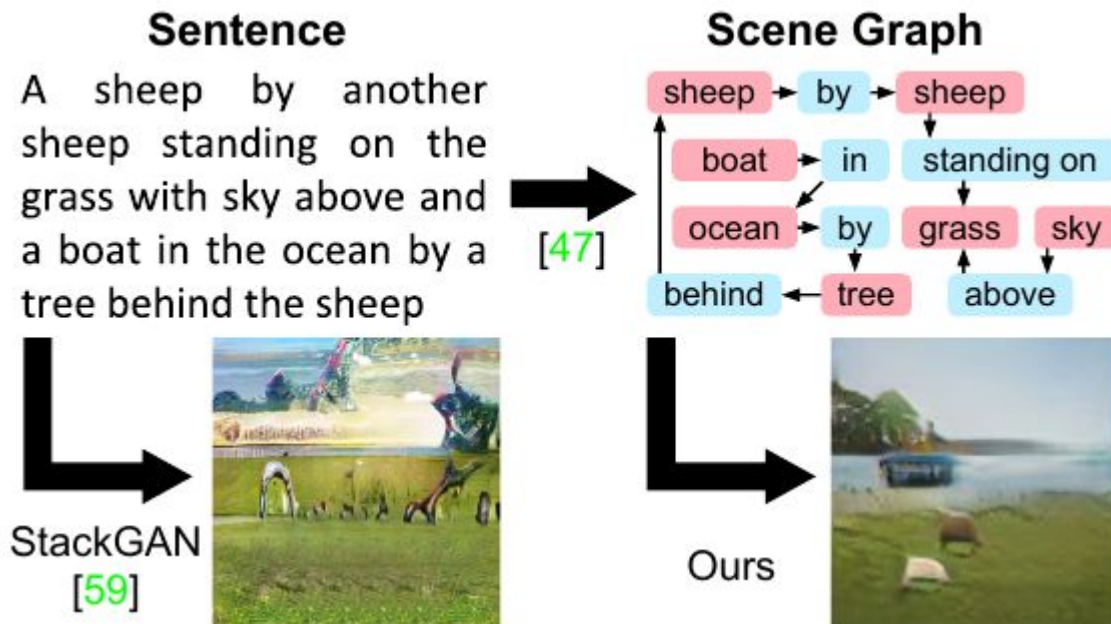 Sentence
A sheep by another
sheep standing on the
grass with sky above and
a boat in the ocean by a
tree behind the sheep
[47]
Scene Graph
sheep by sheep
boat in standing on
ocean by grass sky
behind tree above
StackGAN
[59]
Ours